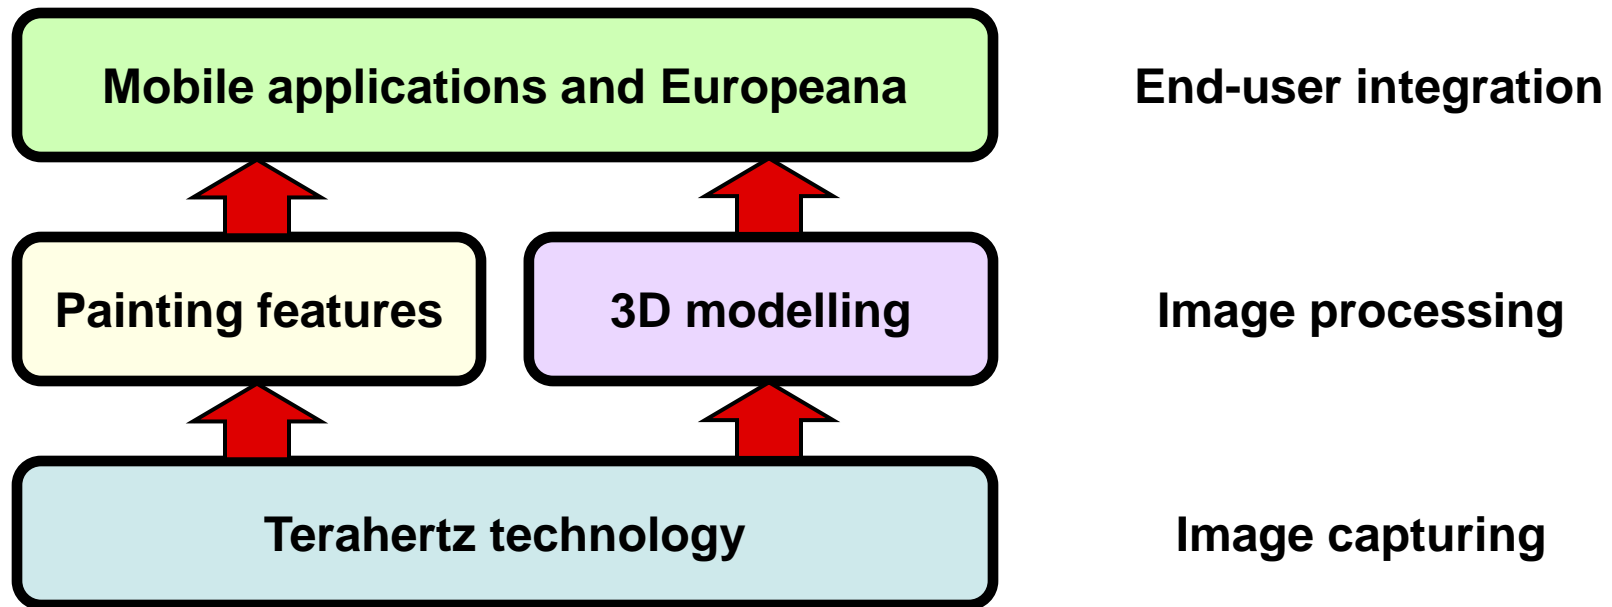 Mobile applications and Europeana
End-user integration
Painting features
3D modelling
Image processing
Terahertz technology
Image capturing